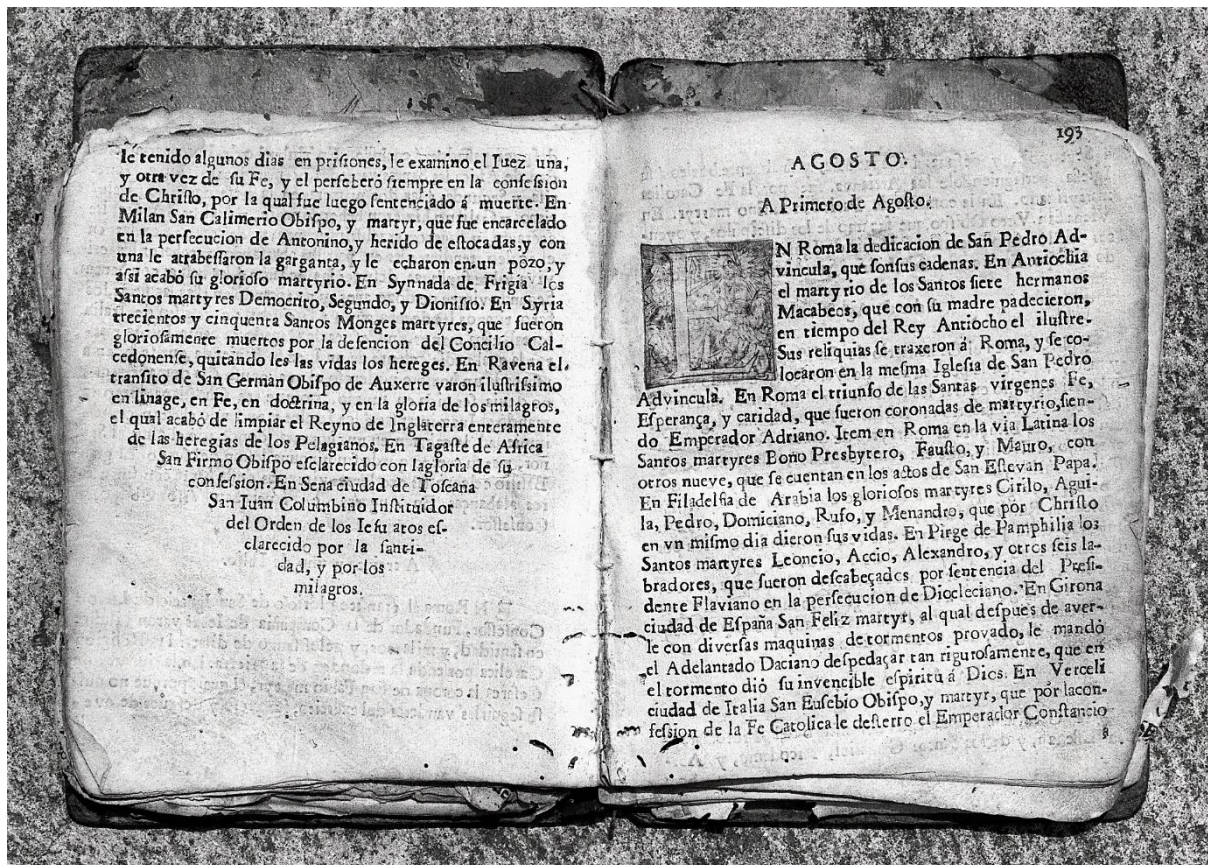 le tenido algunos dias en prisiones, le examino el Iuez una,
y otra vez de su Fe, y el perseberó siempre en la confession
de Christo, por la qual fue luego sentenciado á muerte. En
Milan San Calimerio Obispo, y martyr, que fue encarcelado
en la persecucion de Antonino, y herido de estocadas, y con
una le atrabessaron la garganta, y le echaron en un pozo, y
assi acabó su glorioso martyrio. En Synnada de Frigia los
Santos martyres Democrito, Segundo, y Dionisio. En Syria
trecientos y cinquenta Santos Monges martyres, que fueron
gloriosamente muertos por la defencion del Concilio Cal-
cedonense, quitando les las vidas los hereges. En Ravena el
transito de San German Obispo de Auxerre varon ilustrissimo
en linage, en Fe, en doctrina, y en la gloria de los milagros,
el qual acabó de limpiar el Reyno de Inglaterra enteramente
de las heregias de los Pelagianos. En Tagaste de Africa
San Firmo Obispo esclarecido con lagloria de su
confession. En Sena ciudad de Toscana
San Iuan Columbino Instituidor
del Orden de los Iesu atos es-
clarecido por la santi-
dad, y por los
milagros.
193
AGOSTO.
A Primero de Agosto.
EN Roma la dedicacion de San Pedro Ad-
vincula, que sonsus cadenas. En Antiochia
el martyrio de los Santos siete hermanos
Macabeos, que con su madre padecieron,
en tiempo del Rey Antiocho el ilustre.
Sus reliquias se traxeron á Roma, y se co-
locaron en la mesma Iglesia de San Pedro
Advincula. En Roma el triunfo de las Santas virgenes Fe,
Esperança, y caridad, que fueron coronadas de martyrio, sien-
do Emperador Adriano. Item en Roma en la via Latina los
Santos martyres Bono Presbytero, Fausto, y Mauro, con
otros nueve, que se cuentan en los actos de San Estevan Papa.
En Filadelfia de Arabia los gloriosos martyres Cirilo, Aqui-
la, Pedro, Domiciano, Rufo, y Menandro, que por Christo
en vn mismo dia dieron sus vidas. En Pirge de Pamphilia los
Santos martyres Leoncio, Accio, Alexandro, y otros seis la-
bradores, que fueron descabeçados por sentencia del Presi-
dente Flaviano en la persecucion de Diocleciano. En Girona
ciudad de España San Feliz martyr, al qual despues de aver-
le con diversas maquinas de tormentos provado, le mandó
el Adelantado Daciano despedaçar tan rigurosamente, que en
el tormento dió su invencible espiritu á Dios. En Verceli
ciudad de Italia San Eusebio Obispo, y martyr, que por lacon-
fession de la Fe Catolica le desterro el Emperador Constancio